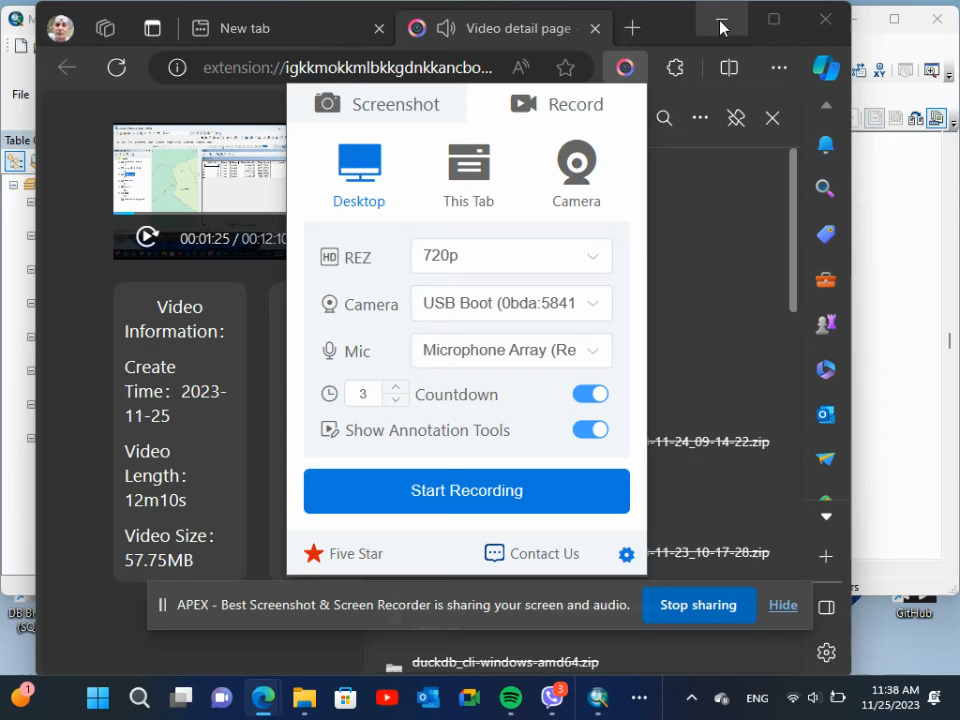 New tab
Video detail page
extension://igkkmokkmlbkkgdnkkancbo...
File
Table
Screenshot
Record
Desktop
This Tab
Camera
00:01:25 / 00:12:10
HD REZ
720p
Camera
USB Boot (0bda:5841
Mic
Microphone Array (Re
3
Countdown
Show Annotation Tools
Start Recording
Five Star
Contact Us
Video
Information:
Create
Time: 2023-
11-25
Video
Length:
12m10s
Video Size:
57.75MB
-11-24_09-14-22.zip
-11-23_10-17-28.zip
APEX - Best Screenshot & Screen Recorder is sharing your screen and audio.
Stop sharing
Hide
duckdb_cli-windows-amd64.zip
GitHub
1
3
ENG
11:38 AM
11/25/2023